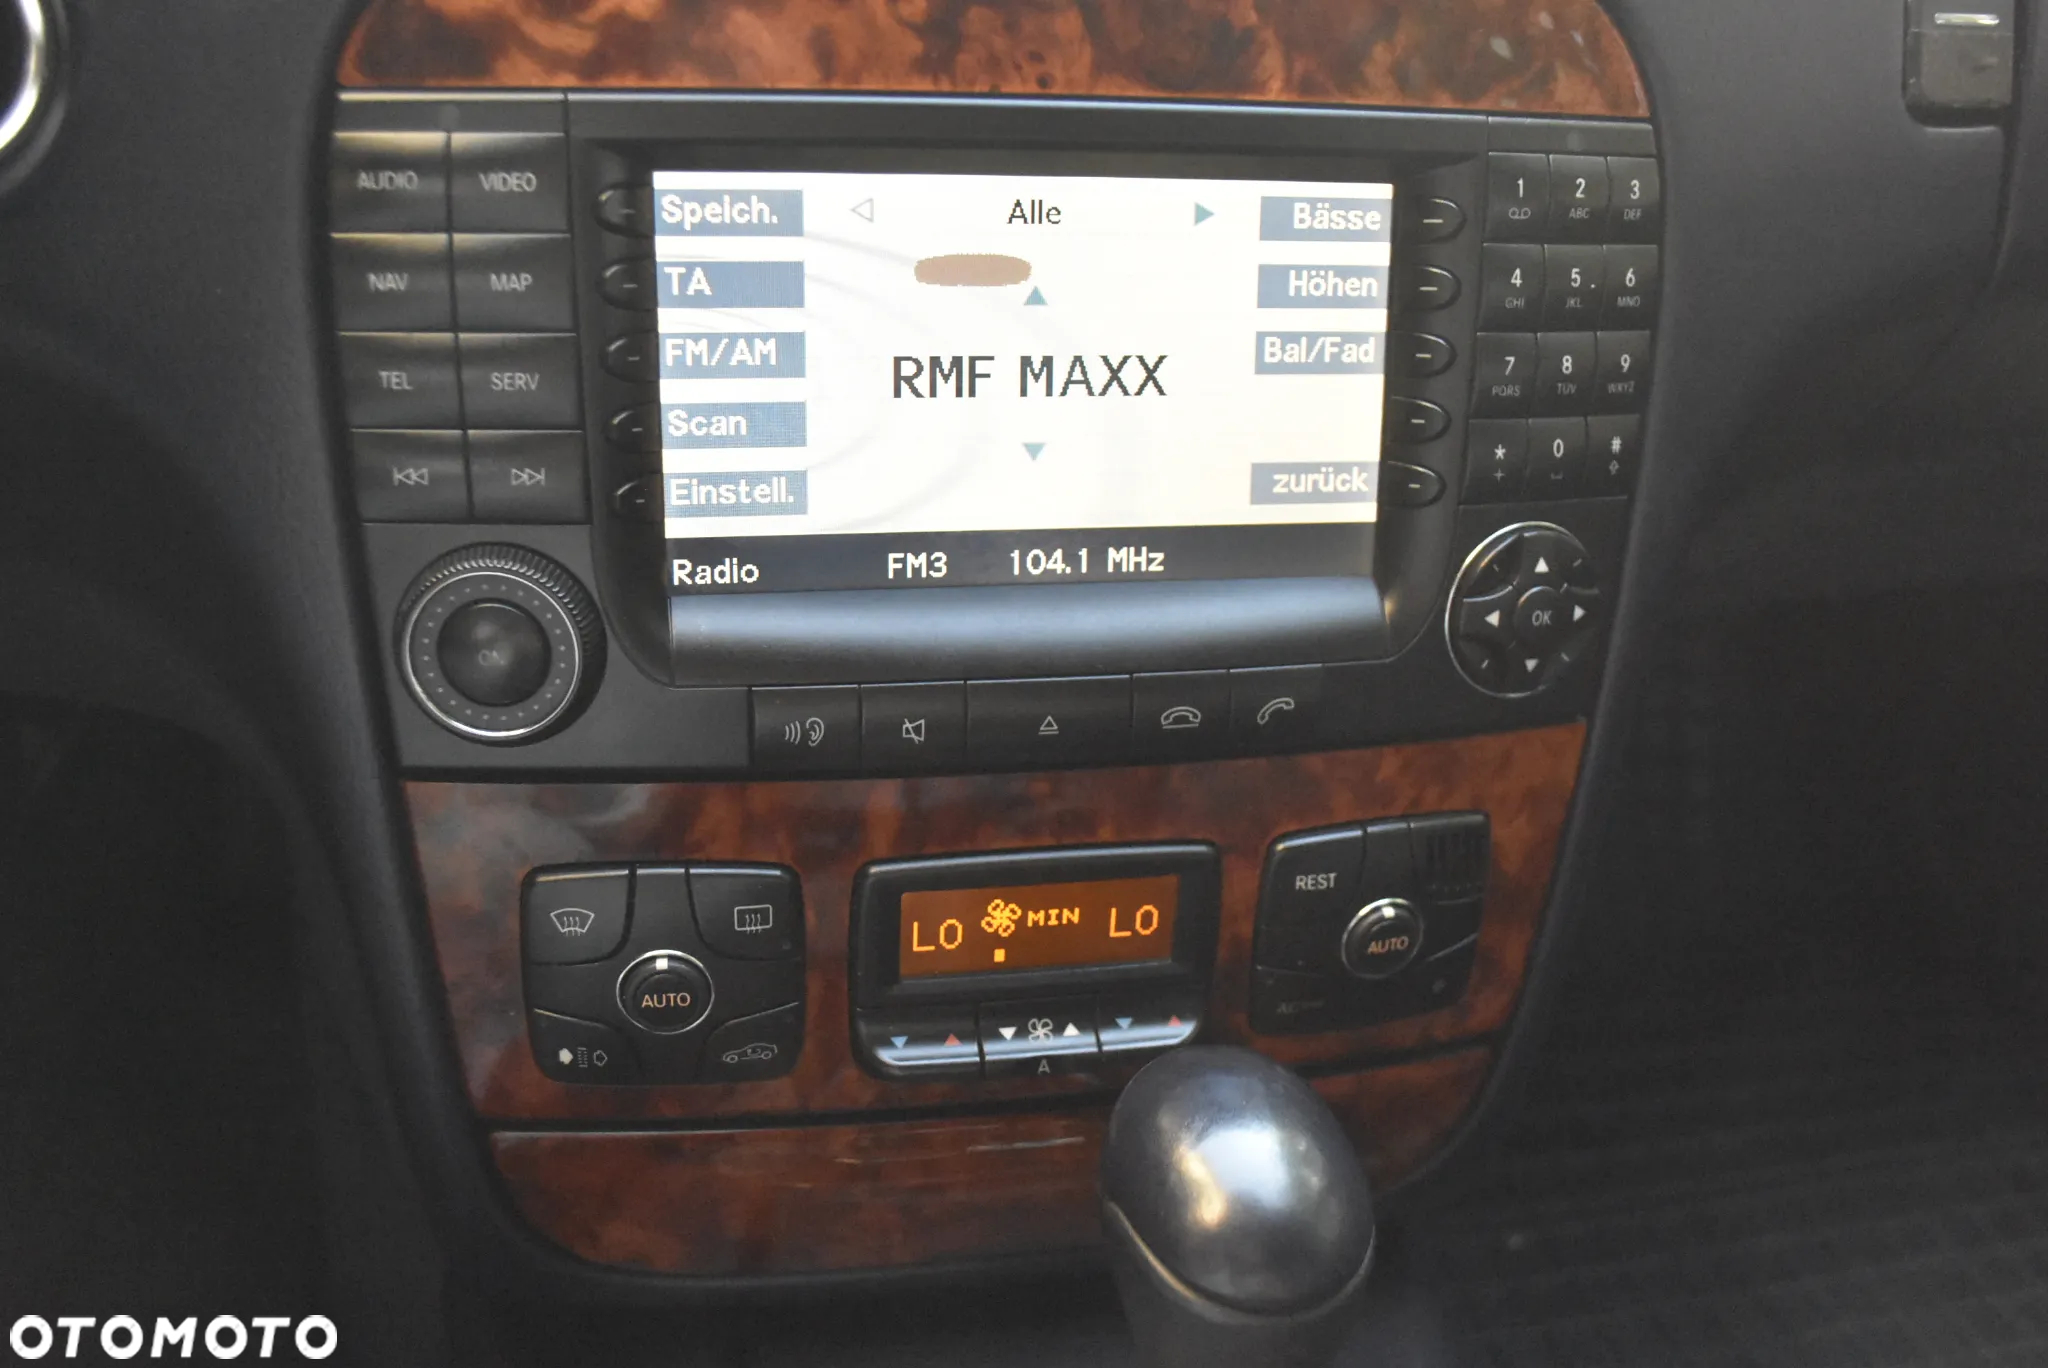 AUDIO VIDEO
NAV MAP
TEL SERV
ON
Speich. Alle Bässe
TA Höhen
FM/AM RMF MAXX Bal/Fad
Scan
Einstell. zurück
Radio FM3 104.1 MHz
1 2 3
QD ABC DEF
4 5 . 6
GHI JKL MNO
7 8 9
PQRS TUV WXYZ
* 0 #
+
OK
AUTO
LO MIN LO
A
REST
AUTO
OTOMOTO